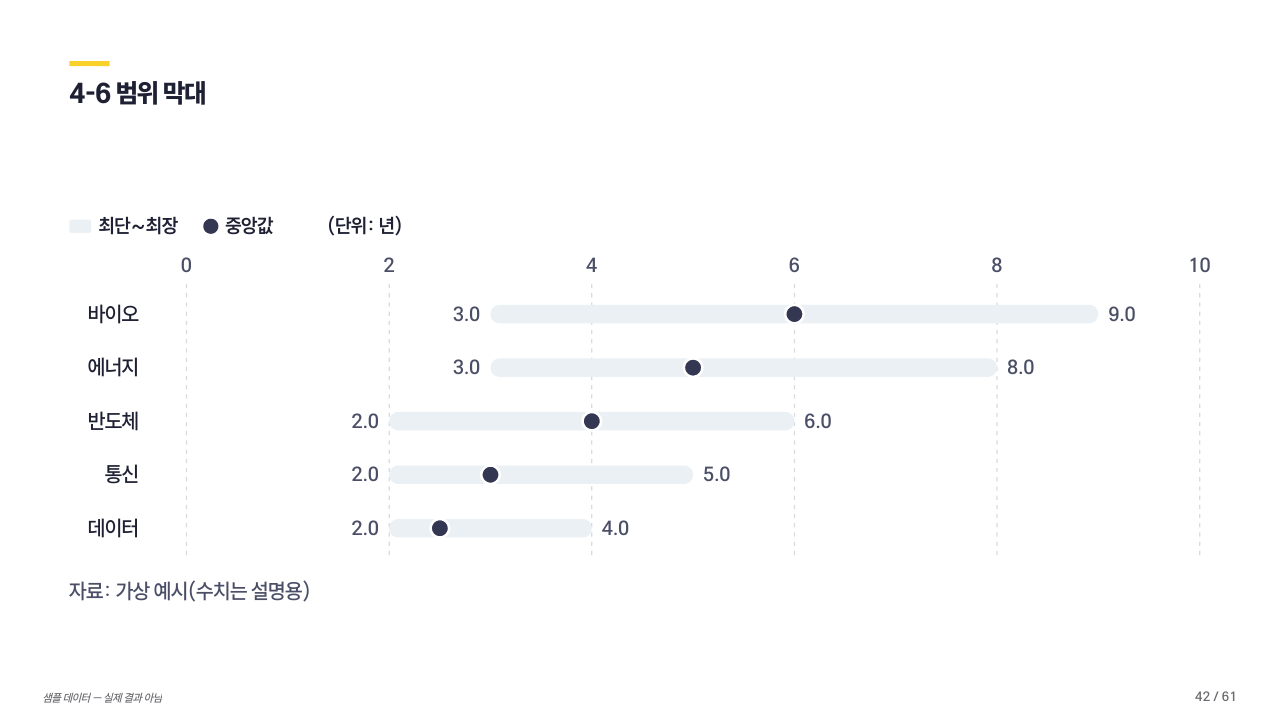 4-6 범위 막대
최단~최장 중앙값 (단위: 년)
0 2 4 6 8 10
바이오 3.0 9.0
에너지 3.0 8.0
반도체 2.0 6.0
통신 2.0 5.0
데이터 2.0 4.0
자료: 가상 예시(수치는 설명용)
샘플 데이터 — 실제 결과 아님
42 / 61